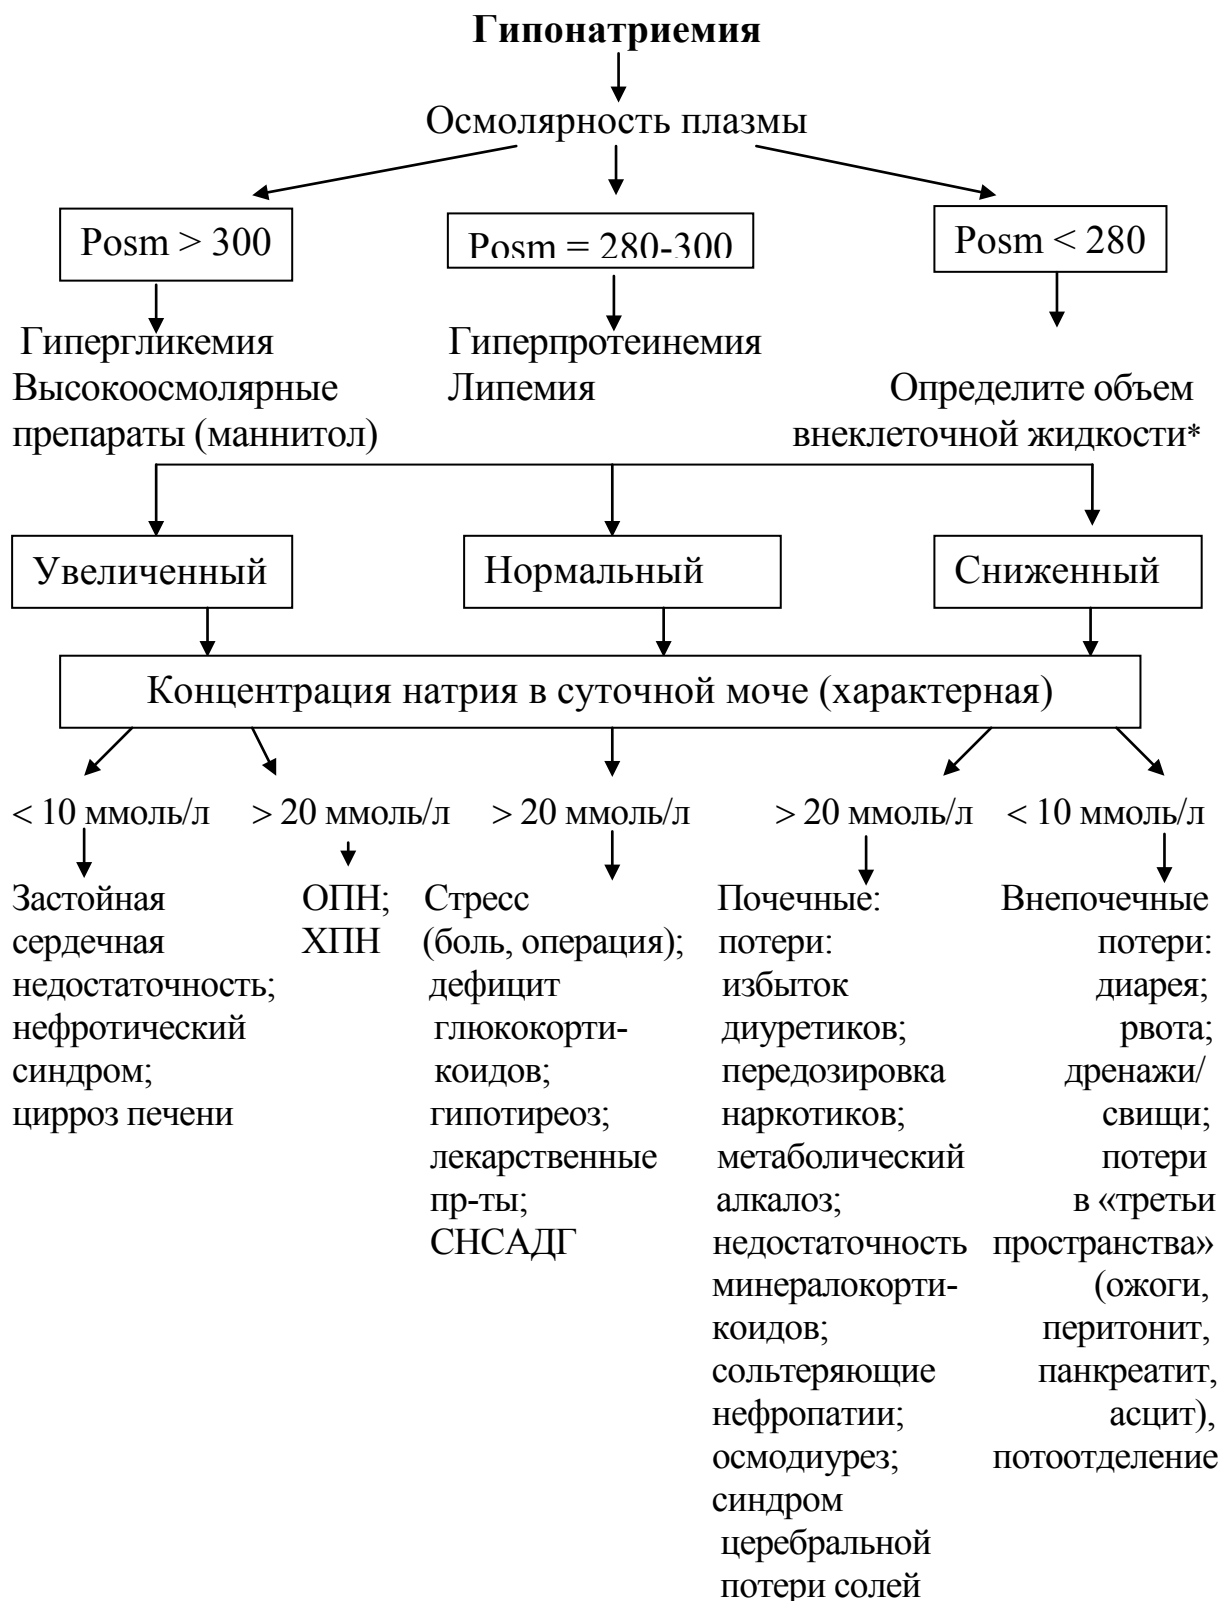 Гипонатриемия
Осмолярность плазмы
Posm > 300
Posm = 280-300
Posm < 280
Гипергликемия
Высокоосмолярные
препараты (маннитол)
Гиперпротеинемия
Липемия
Определите объем
внеклеточной жидкости*
Увеличенный
Нормальный
Сниженный
Концентрация натрия в суточной моче (характерная)
< 10 ммоль/л
> 20 ммоль/л
> 20 ммоль/л
> 20 ммоль/л
< 10 ммоль/л
Застойная
сердечная
недостаточность;
нефротический
синдром;
цирроз печени
ОПН;
ХПН
Стресс
(боль, операция);
дефицит
глюкокорти-
коидов;
гипотиреоз;
лекарственные
пр-ты;
СНСАДГ
Почечные:
потери:
избыток
диуретиков;
передозировка
наркотиков;
метаболический
алкалоз;
недостаточность
минералокорти-
коидов;
сольтеряющие
нефропатии;
осмодиурез;
синдром
церебральной
потери солей
Внепочечные
потери:
диарея;
рвота;
дренажи/
свищи;
потери
в «третьи
пространства»
(ожоги,
перитонит,
панкреатит,
асцит),
потоотделение